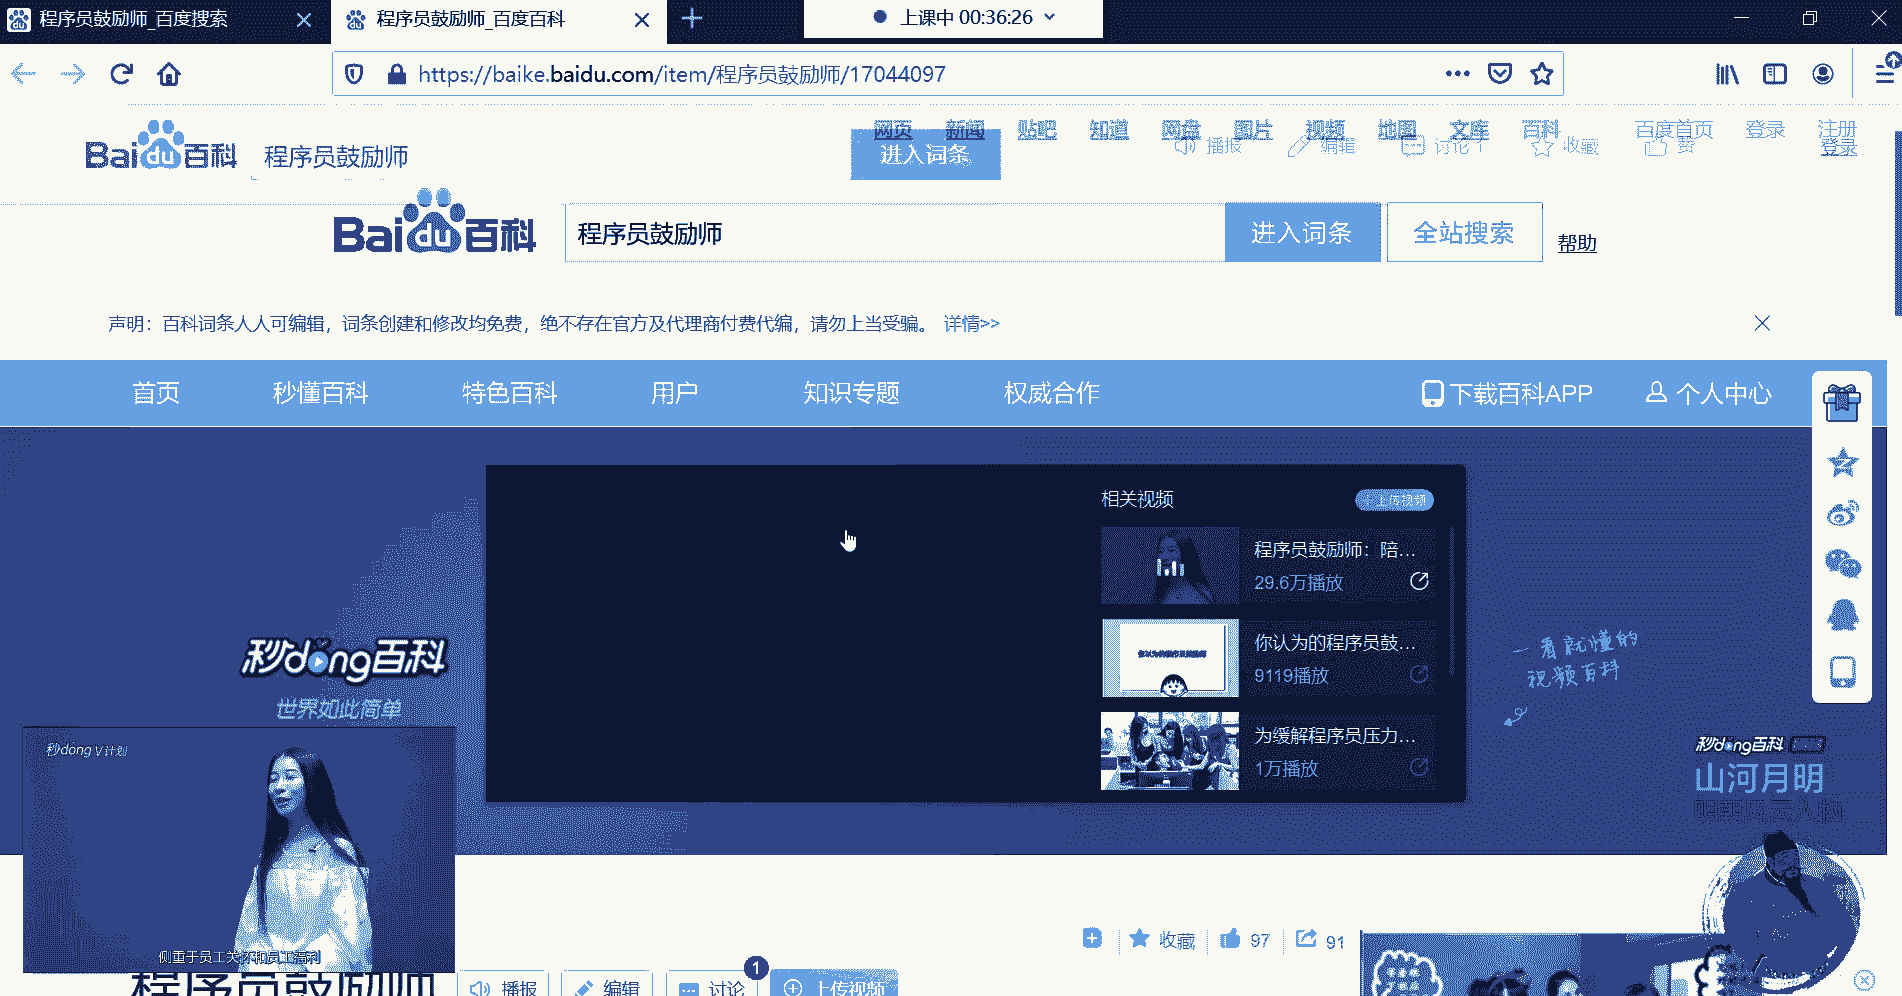 程序员鼓励师_百度搜索
程序员鼓励师_百度百科
上课中 00:36:26
https://baike.baidu.com/item/程序员鼓励师/17044097
网页 新闻 贴吧 知道 网盘 图片 视频 地图 文库 百科 百度首页 登录 注册
Bai du 百科 程序员鼓励师
进入词条 播报 编辑 讨论 1 收藏 赞 登录
Bai du 百科 程序员鼓励师 进入词条 全站搜索 帮助
声明：百科词条人人可编辑，词条创建和修改均免费，绝不存在官方及代理商付费代编，请勿上当受骗。 详情>>
首页 秒懂百科 特色百科 用户 知识专题 权威合作 下载百科APP 个人中心
相关视频 上传视频
程序员鼓励师：陪...
29.6万播放
你认为的程序员鼓...
9119播放
为缓解程序员压力...
1万播放
秒dong百科
世界如此简单
一看就懂的
视频百科
秒dong百科
山河月明
秒dong V计划
侧重于员工关怀和员工福利
收藏 97 91
程序员鼓励师 播报 编辑 讨论 1 上传视频